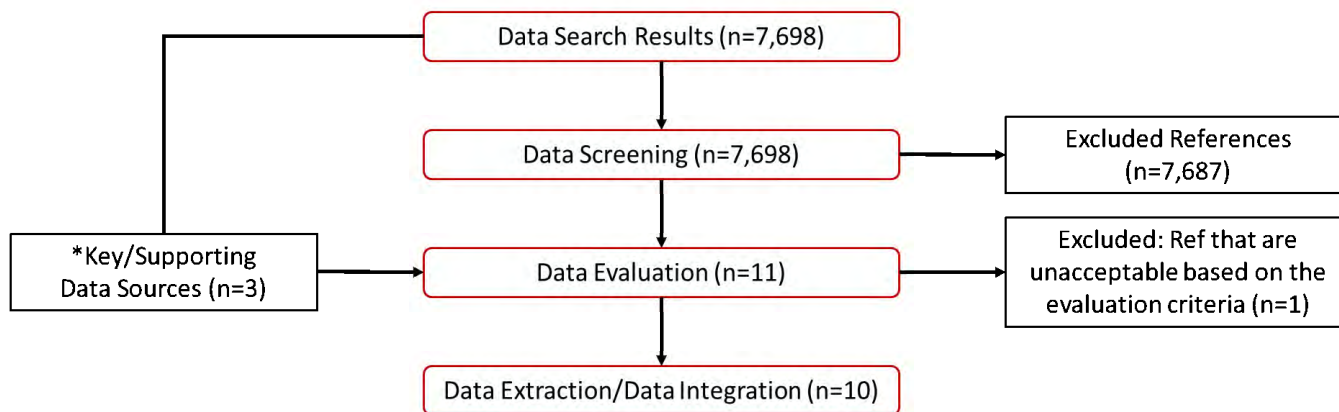 Data Search Results (n=7,698)
Data Screening (n=7,698)
Excluded References
(n=7,687)
*Key/Supporting
Data Sources (n=3)
Data Evaluation (n=11)
Excluded: Ref that are
unacceptable based on the
evaluation criteria (n=1)
Data Extraction/Data Integration (n=10)